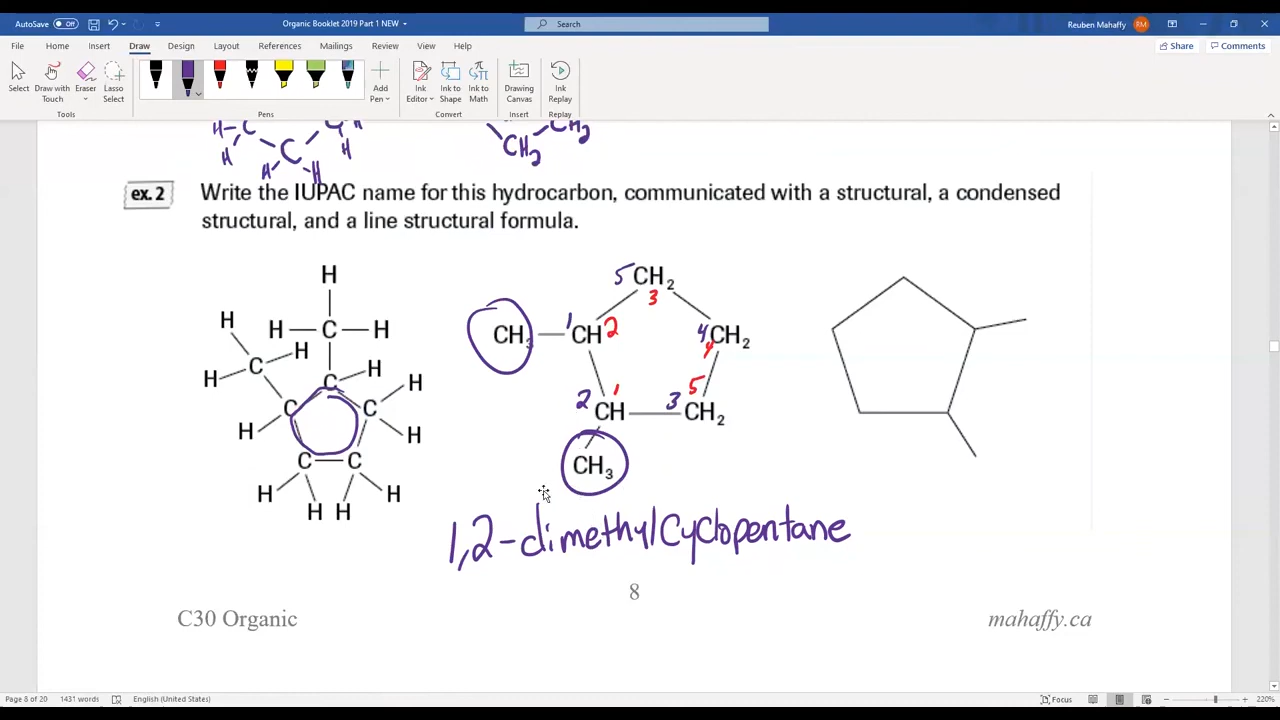 AutoSave Off Organic Booklet 2019 Part 1 NEW Search Reuben Mahaffy RM
File Home Insert Draw Design Layout References Mailings Review View Help Share Comments
Select Draw with Touch Eraser Lasso Select Add Pen Ink Editor Ink to Shape Ink to Math Drawing Canvas Ink Replay
Tools Pens Convert Insert Replay
H C C H CH2
H H C H CH2
H H
ex. 2 Write the IUPAC name for this hydrocarbon, communicated with a structural, a condensed
structural, and a line structural formula.
H
H H C H
H C H
H C H H
H C C H
C C
H H H H
5 CH2
3
CH3 1 CH 2 4 CH2
4
2 CH 1 3 CH2 5
CH3
1,2-dimethylcyclopentane
8
C30 Organic mahaffy.ca
Page 8 of 20 1431 words English (United States) Focus 220%